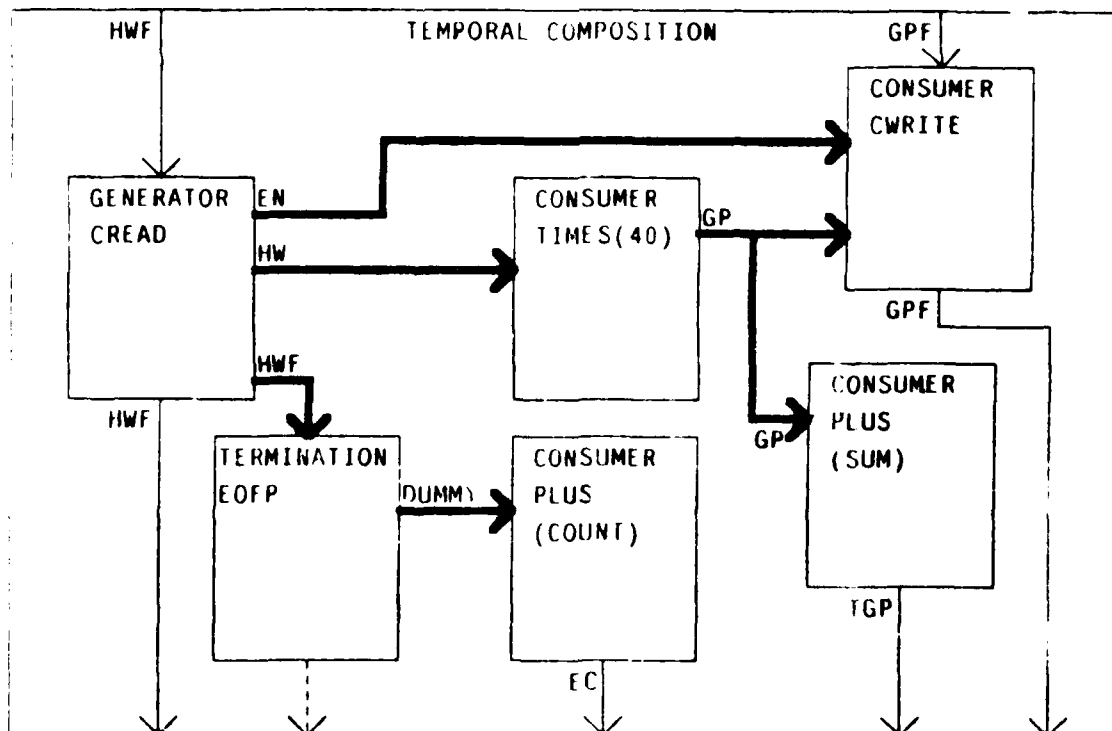 HWF
TEMPORAL COMPOSITION
GPF
CONSUMER
CWRITE
GENERATOR
CREAD
EN
CONSUMER
TIMES(40)
GP
HW
GPF
HWF
CONSUMER
PLUS
(SUM)
HWF
GP
TERMINATION
EOFP
DUMMY
CONSUMER
PLUS
(COUNT)
TGP
EC